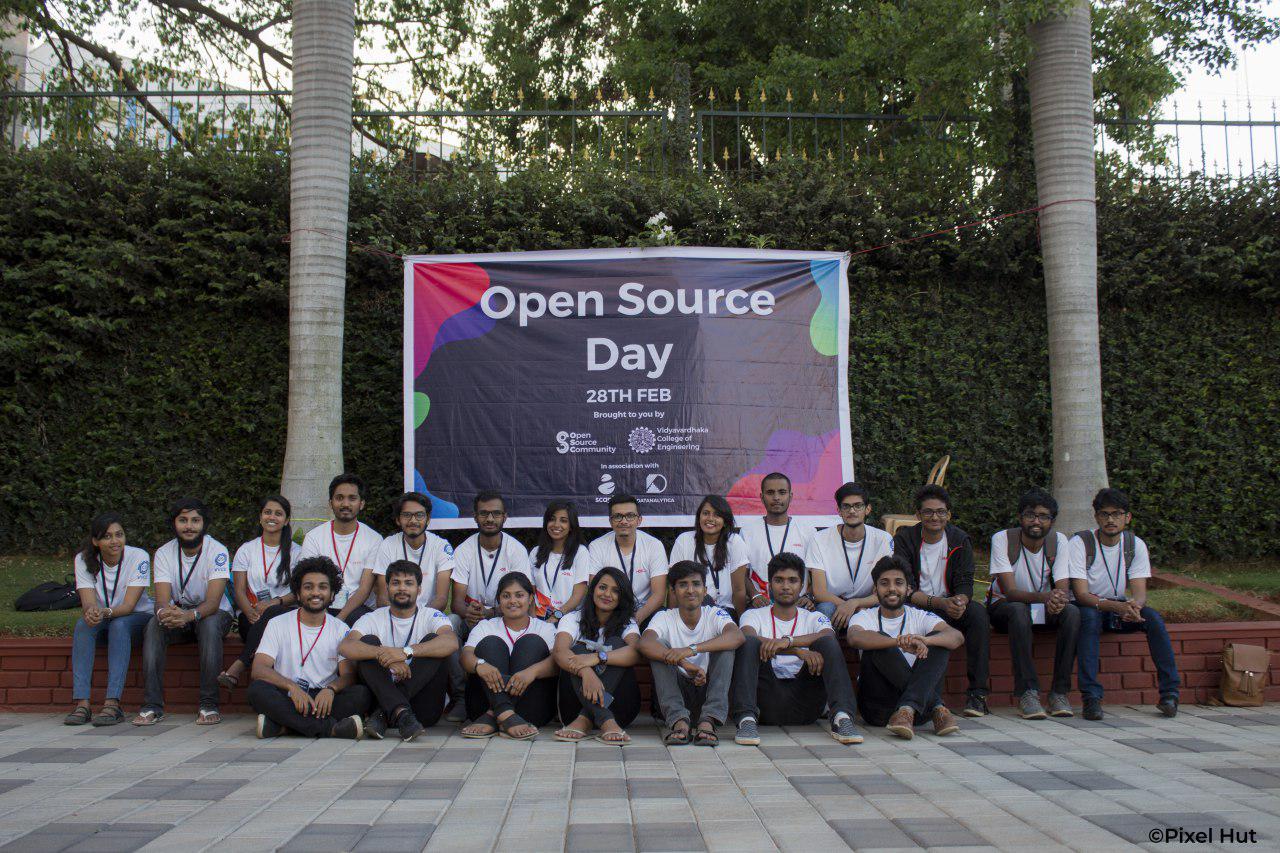 Open Source
Day
28TH FEB
Brought to you by
Open
Source
Community
Vidyavardhaka
College of
Engineering
In association with
DATANALYTICA
©Pixel Hut